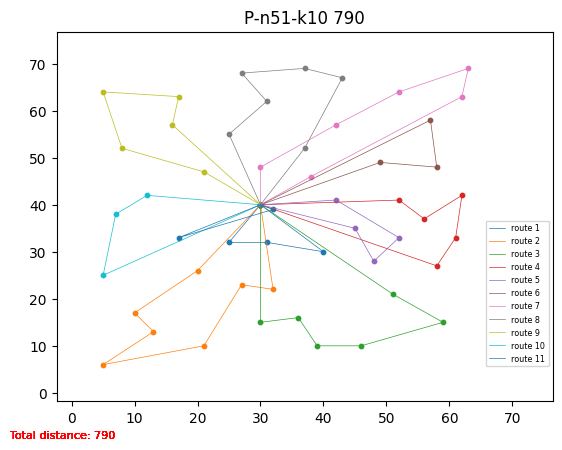 P-n51-k10 790
70
60
50
40
30
20
10
0
route 1
route 2
route 3
route 4
route 5
route 6
route 7
route 8
route 9
route 10
route 11
0 10 20 30 40 50 60 70
Total distance: 790